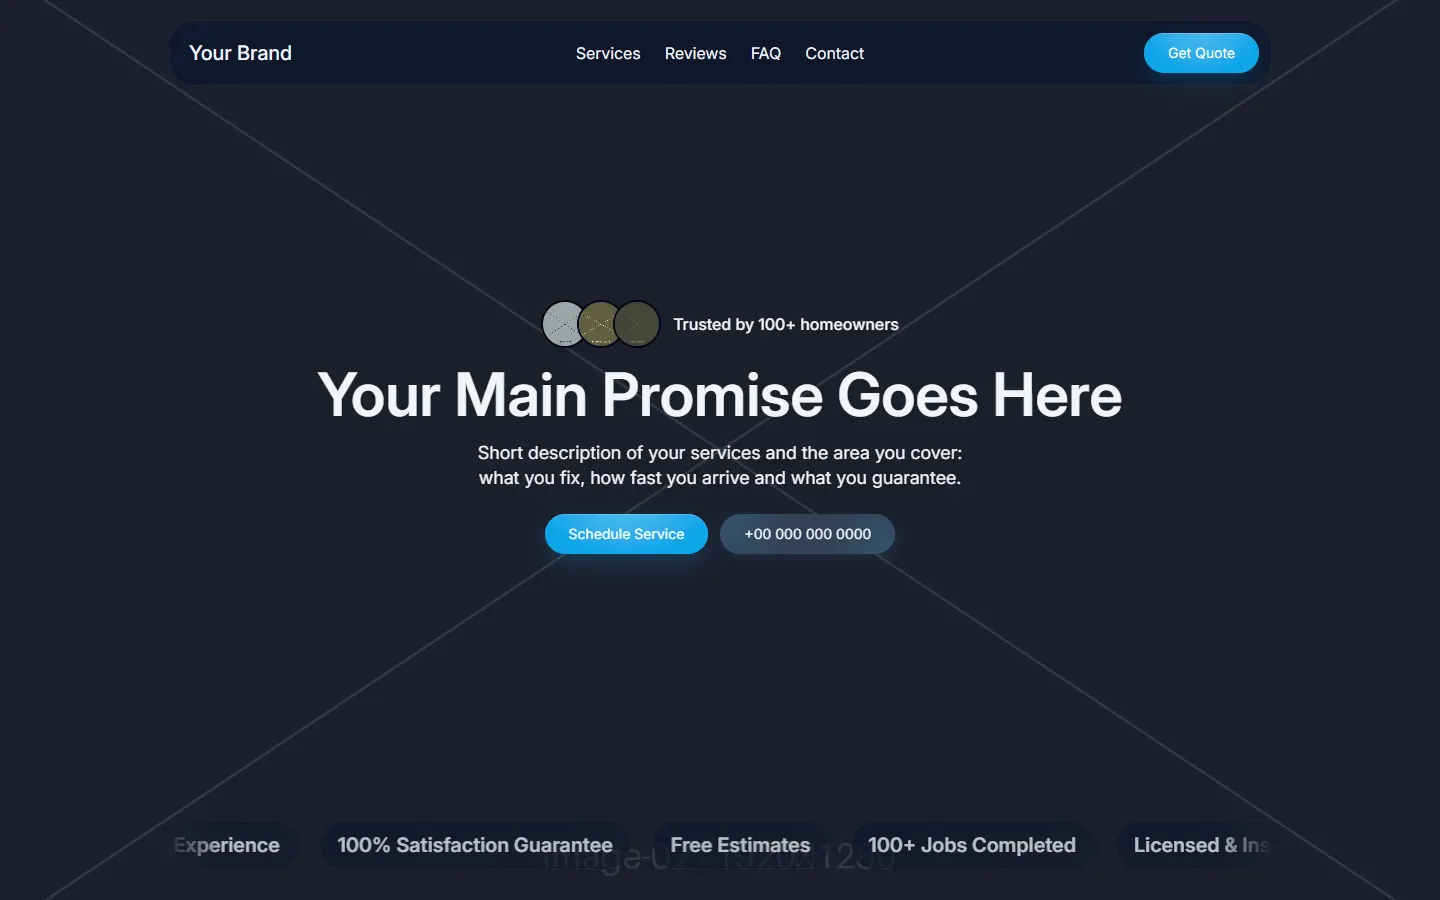 Your Brand
Services
Reviews
FAQ
Contact
Get Quote
Trusted by 100+ homeowners
Your Main Promise Goes Here
Short description of your services and the area you cover:
what you fix, how fast you arrive and what you guarantee.
Schedule Service
+00 000 000 0000
Experience
100% Satisfaction Guarantee
Free Estimates
100+ Jobs Completed
Licensed & Ins